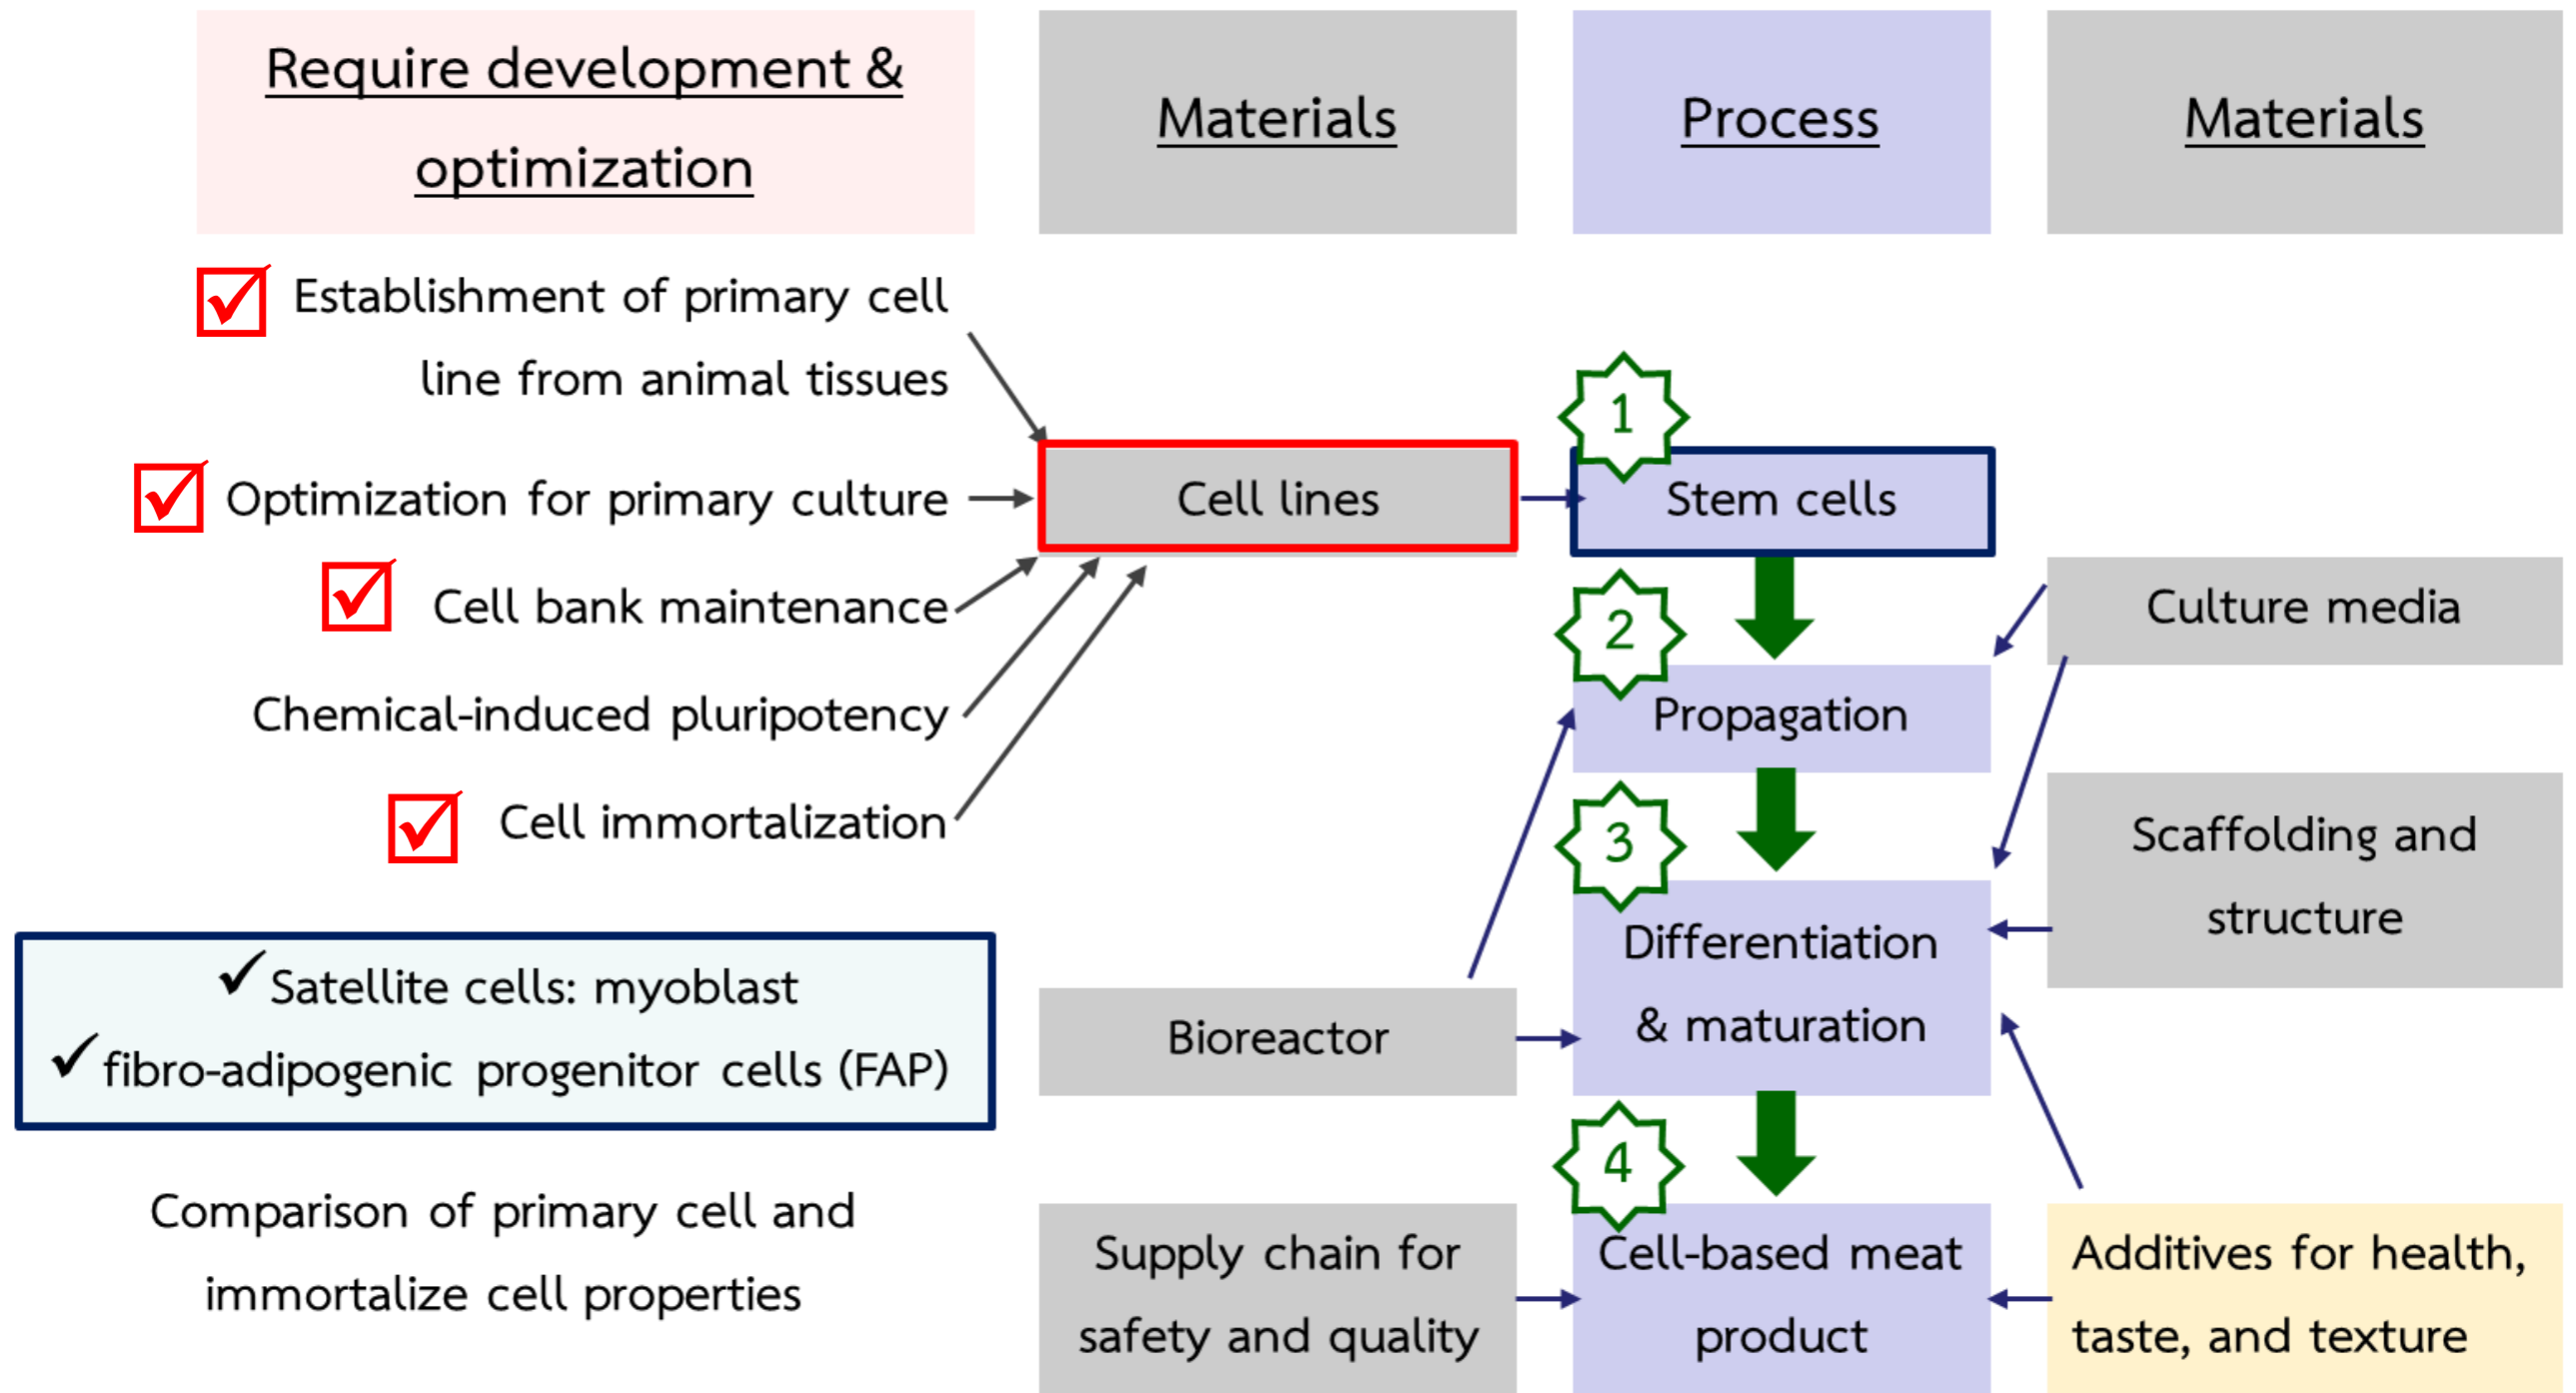 Require development &
optimization
Materials
Process
Materials
Establishment of primary cell
line from animal tissues
Optimization for primary culture
Cell bank maintenance
Chemical-induced pluripotency
Cell immortalization
Satellite cells: myoblast
fibro-adipogenic progenitor cells (FAP)
Comparison of primary cell and
immortalize cell properties
Cell lines
Bioreactor
Supply chain for
safety and quality
1
Stem cells
2
Propagation
3
Differentiation
& maturation
4
Cell-based meat
product
Culture media
Scaffolding and
structure
Additives for health,
taste, and texture